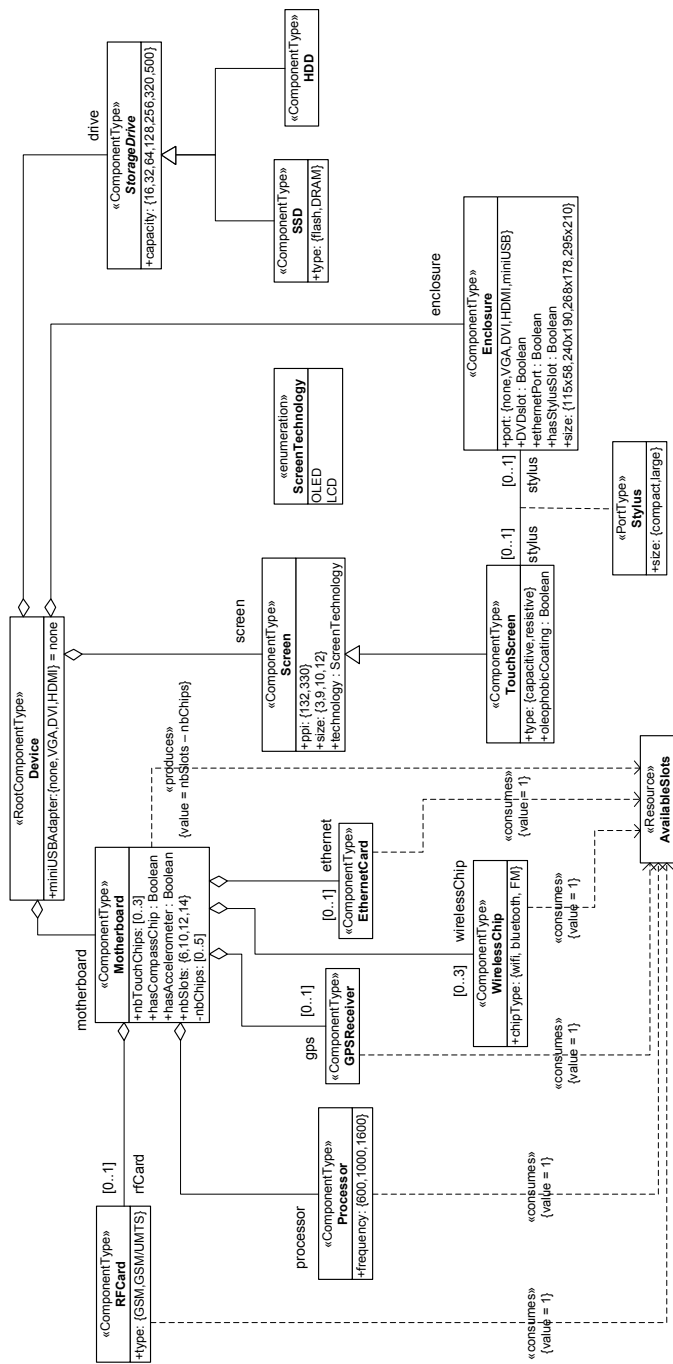 «RootComponentType»
Device
+miniUSBAdapter:{none,VGA,DVI,HDMI} = none
motherboard
«ComponentType»
Motherboard
+nbTouchChips: [0..3]
+hasCompassChip : Boolean
+hasAccelerometer : Boolean
+nbSlots: {6,10,12,14}
-nbChips: [0..5]
[0..1]
rfCard
«ComponentType»
RFCard
+type: {GSM,GSM/UMTS}
processor
«ComponentType»
Processor
+frequency: {600,1000,1600}
gps
[0..1]
«ComponentType»
GPSReceiver
[0..3]
wirelessChip
«ComponentType»
WirelessChip
+chipType: {wifi, bluetooth, FM}
[0..1]
ethernet
«ComponentType»
EthernetCard
«produces»
{value = nbSlots – nbChips}
«consumes»
{value = 1}
«consumes»
{value = 1}
«consumes»
{value = 1}
«consumes»
{value = 1}
«consumes»
{value = 1}
«Resource»
AvailableSlots
screen
«ComponentType»
Screen
+ppi: {132,330}
+size: {3,9,10,12}
+technology : ScreenTechnology
«ComponentType»
TouchScreen
+type: {capacitive,resistive}
+oleophobicCoating : Boolean
«enumeration»
ScreenTechnology
OLED
LCD
[0..1]
stylus
[0..1]
stylus
«PortType»
Stylus
+size: {compact,large}
enclosure
«ComponentType»
Enclosure
+port: {none,VGA,DVI,HDMI,miniUSB}
+DVDslot : Boolean
+ethernetPort : Boolean
+hasStylusSlot : Boolean
+size: {115x58,240x190,268x178,295x210}
drive
«ComponentType»
StorageDrive
+capacity: {16,32,64,128,256,320,500}
«ComponentType»
SSD
+type: {flash,DRAM}
«ComponentType»
HDD